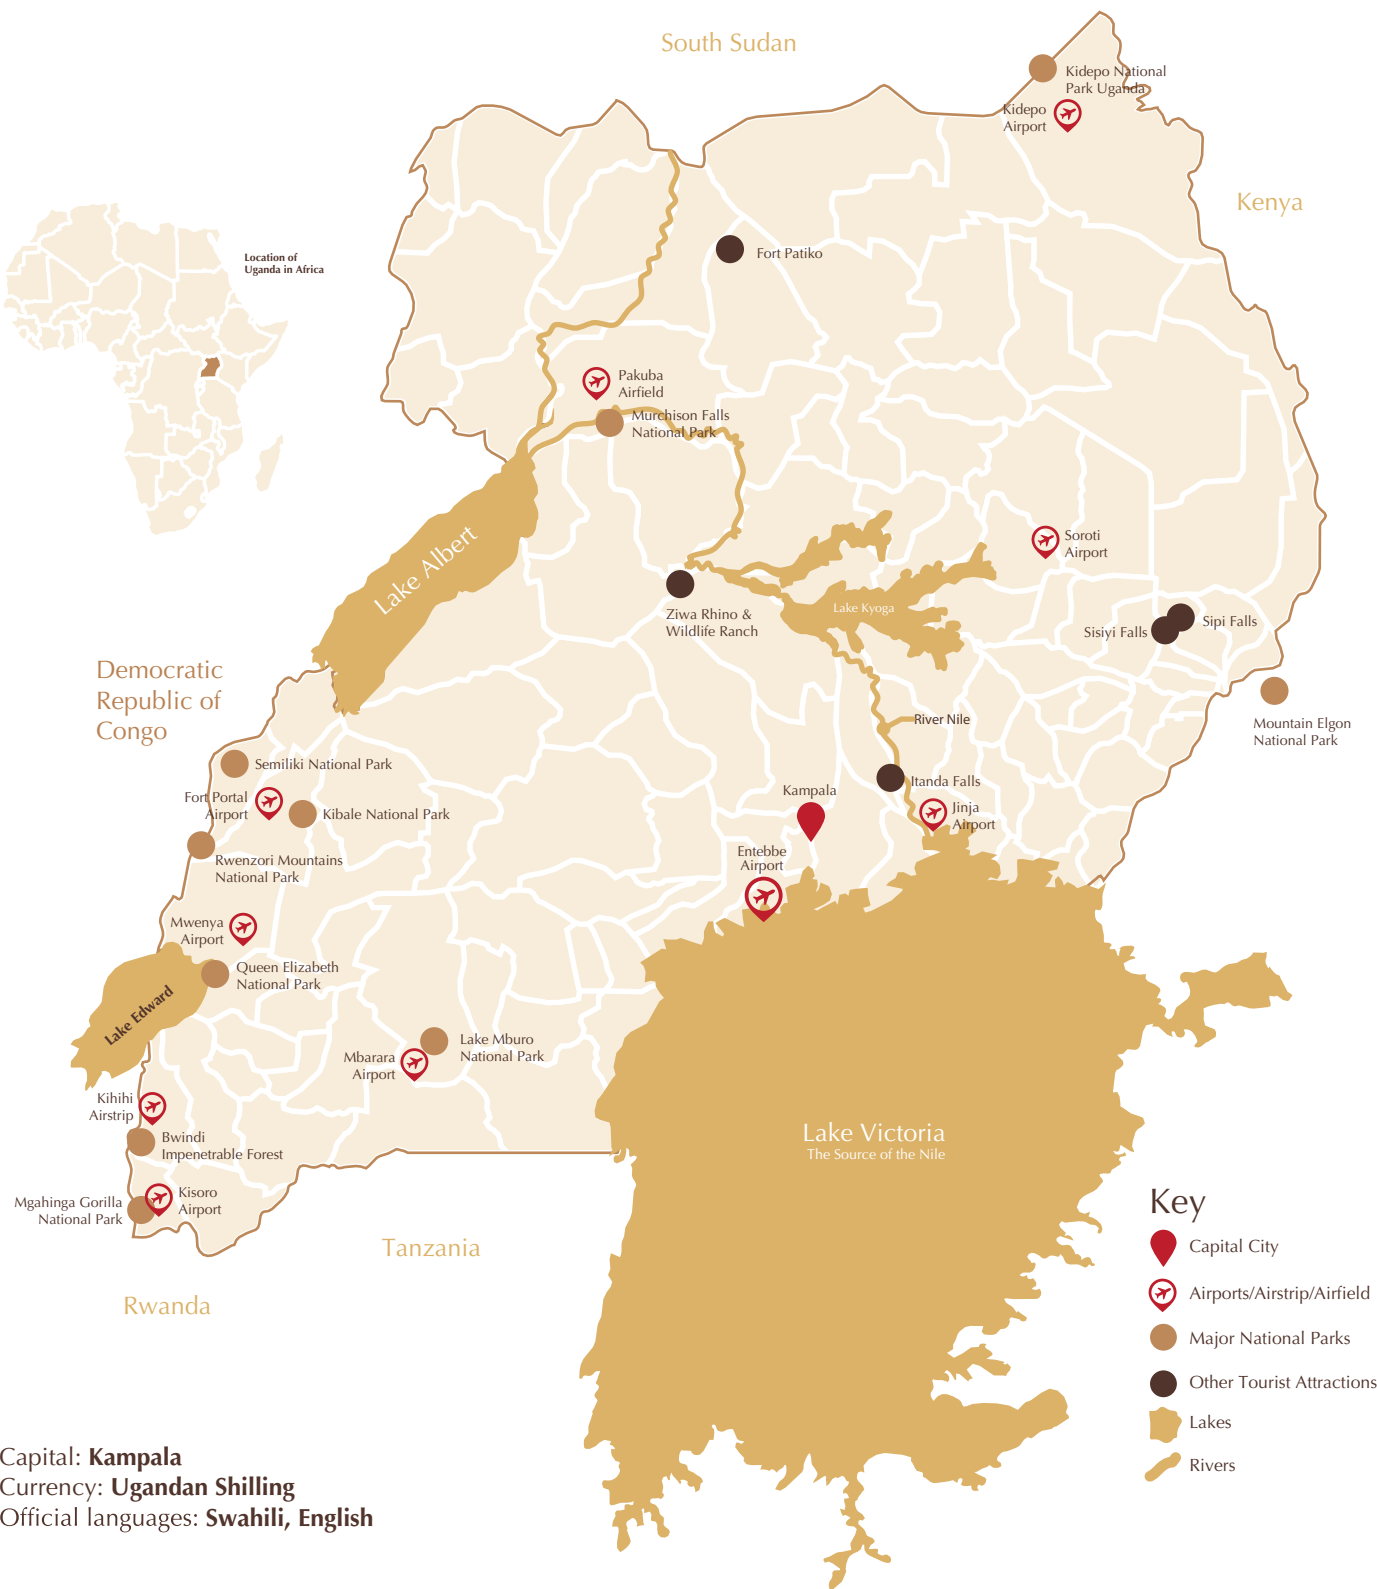 South Sudan
Kidepo National
Park Uganda
Kidepo
Airport
Kenya
Location of
Uganda in Africa
Fort Patiko
Pakuba
Airfield
Murchison Falls
National Park
Lake Albert
Soroti
Airport
Ziwa Rhino &
Wildlife Ranch
Lake Kyoga
Sisiyi Falls
Sipi Falls
Democratic
Republic of
Congo
Mountain Elgon
National Park
River Nile
Semiliki National Park
Itanda Falls
Kampala
Fort Portal
Airport
Kibale National Park
Jinja
Airport
Entebbe
Airport
Rwenzori Mountains
National Park
Mwenya
Airport
Queen Elizabeth
National Park
Lake Edward
Lake Mburo
National Park
Mbarara
Airport
Kihihi
Airstrip
Bwindi
Impenetrable Forest
Lake Victoria
The Source of the Nile
Mgahinga Gorilla
National Park
Kisoro
Airport
Tanzania
Rwanda
Key
Capital City
Airports/Airstrip/Airfield
Major National Parks
Other Tourist Attractions
Lakes
Rivers
Capital: Kampala
Currency: Ugandan Shilling
Official languages: Swahili, English